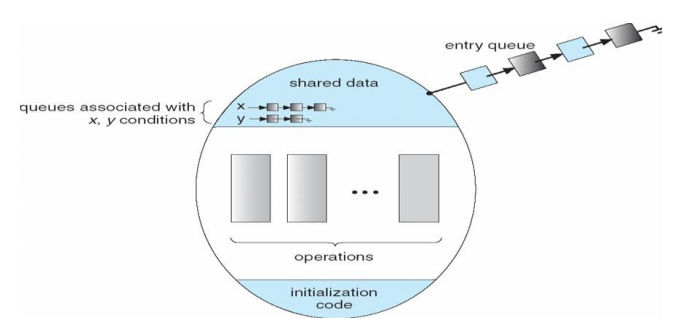 entry queue
shared data
queues associated with
x, y conditions
x
y
operations
initialization
code